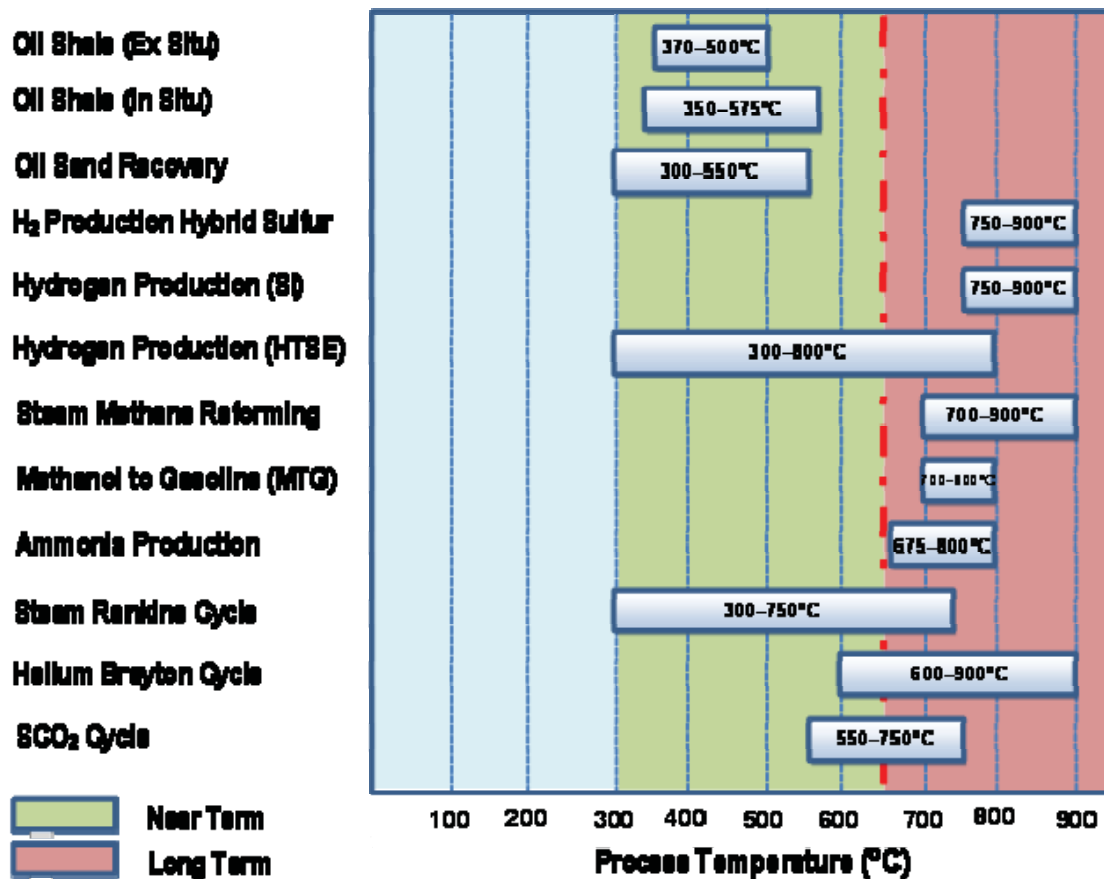 Oil Shale (Ex Situ)
370–500°C
Oil Shale (In Situ)
350–575°C
Oil Sand Recovery
300–550°C
H₂ Production Hybrid Sulfur
750–900°C
Hydrogen Production (SI)
750–900°C
Hydrogen Production (HTSE)
300–800°C
Steam Methane Reforming
700–900°C
Methanol to Gasoline (MTG)
700–800°C
Ammonia Production
675–800°C
Steam Rankine Cycle
300–750°C
Helium Brayton Cycle
600–900°C
SCO₂ Cycle
550–750°C
100 200 300 400 500 600 700 800 900
Process Temperature (°C)
Near Term
Long Term